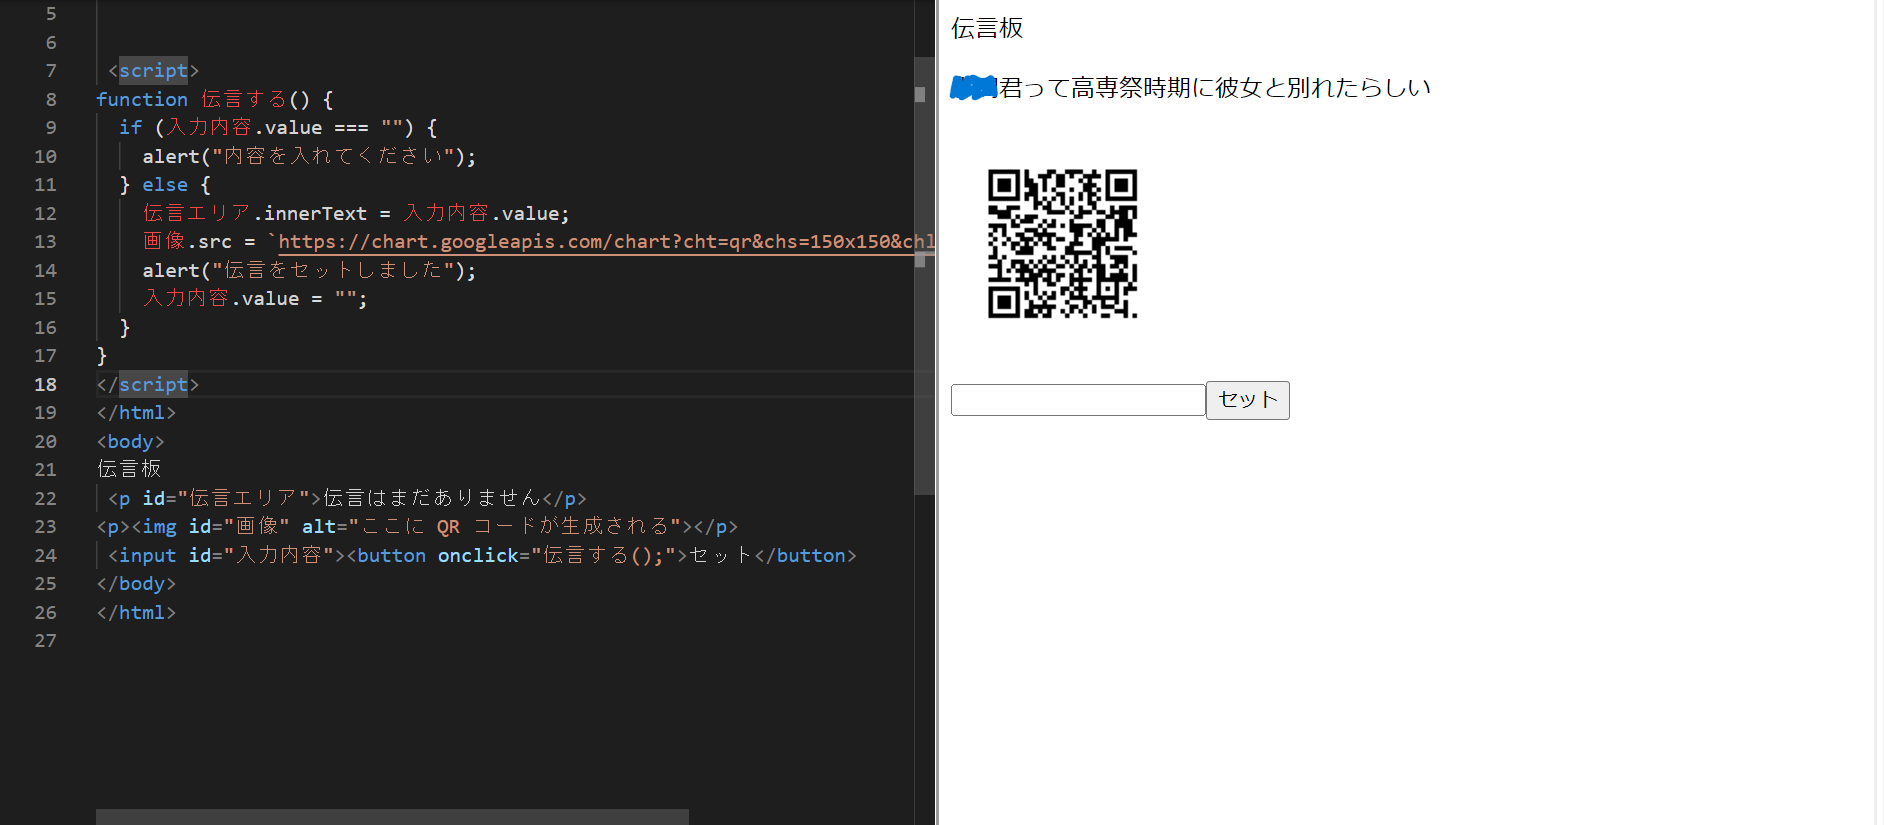 5
6
7 <script>
8 function 伝言する() {
9 if (入力内容.value === "") {
10 alert("内容を入れてください");
11 } else {
12 伝言エリア.innerText = 入力内容.value;
13 画像.src = `https://chart.googleapis.com/chart?cht=qr&chs=150x150&chl
14 alert("伝言をセットしました");
15 入力内容.value = "";
16 }
17 }
18 </script>
19 </html>
20 <body>
21 伝言板
22 <p id="伝言エリア">伝言はまだありません</p>
23 <p><img id="画像" alt="ここに QR コードが生成される"></p>
24 <input id="入力内容"><button onclick="伝言する();">セット</button>
25 </body>
26 </html>
27
伝言板
君って高専祭時期に彼女と別れたらしい
セット